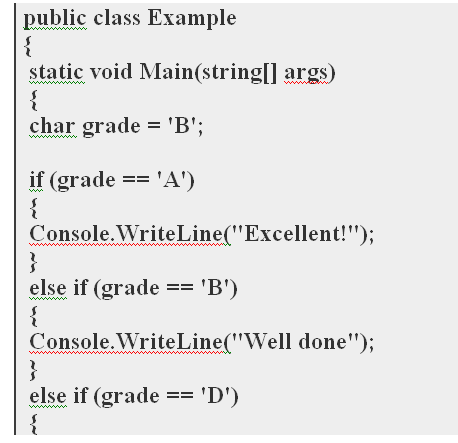 public class Example
{
static void Main(string[] args)
{
char grade = 'B';
if (grade == 'A')
{
Console.WriteLine("Excellent!");
}
else if (grade == 'B')
{
Console.WriteLine("Well done");
}
else if (grade == 'D')
{